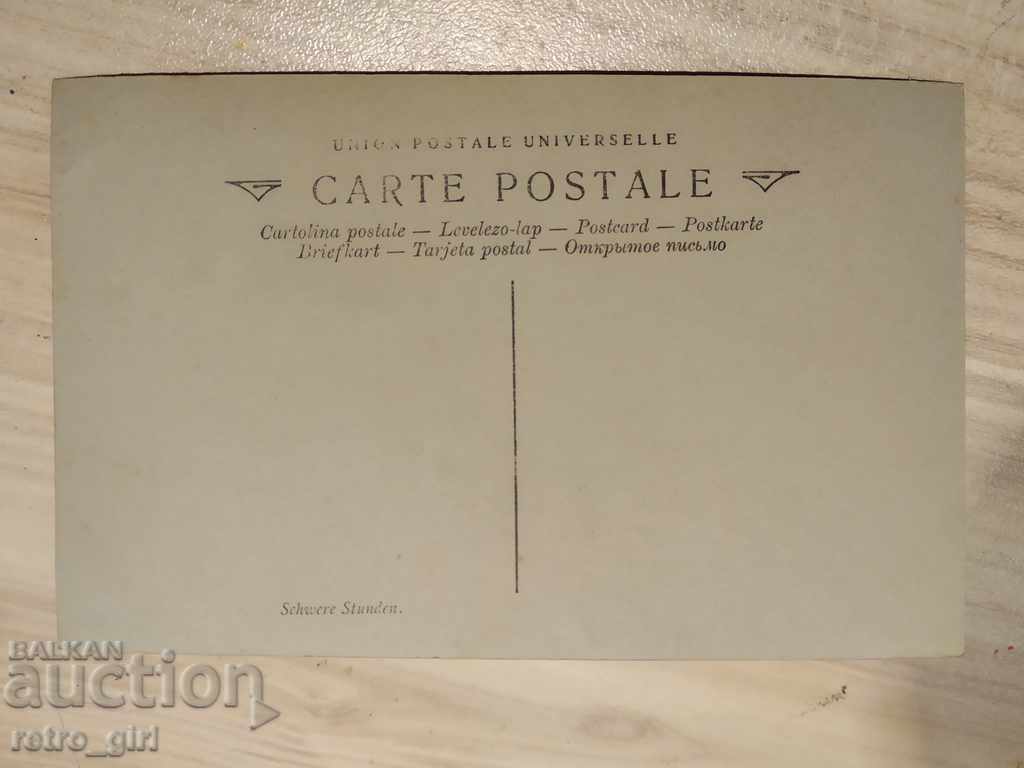 UNION POSTALE UNIVERSELLE
CARTE POSTALE
Cartolina postale — Levelezo-lap — Postcard — Postkarte
Briefkart — Tarjeta postal — Открытое письмо
Schwere Stunden.
BALKAN
auction
retro_girl